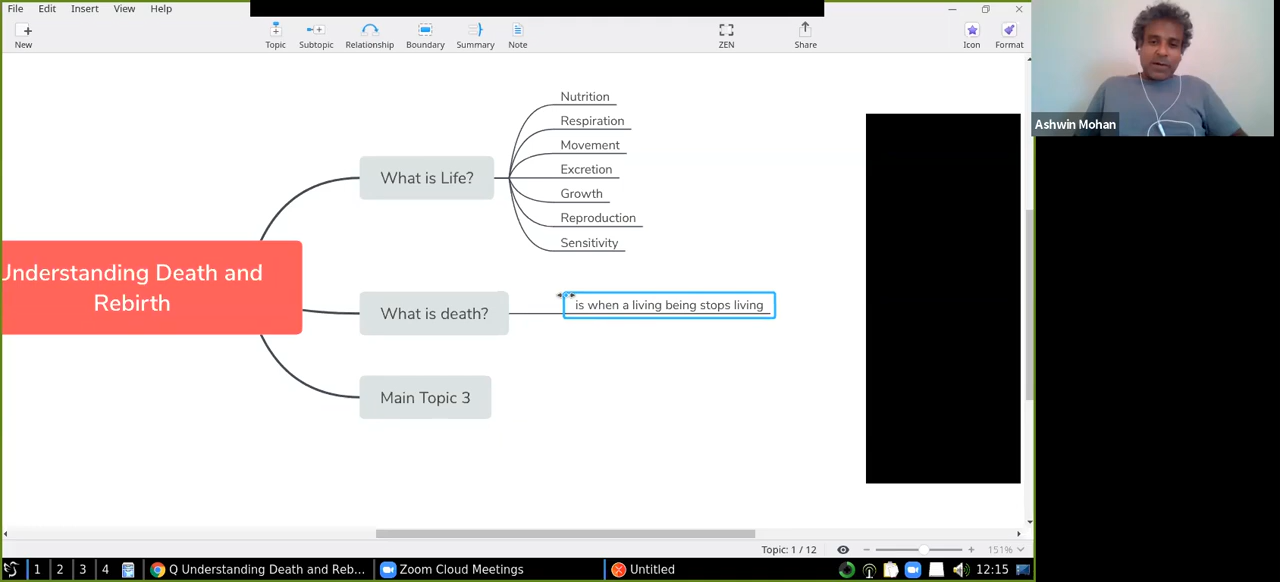 File Edit Insert View Help
New
Topic Subtopic Relationship Boundary Summary Note
ZEN
Share
Icon Format
Ashwin Mohan
Nutrition
Respiration
Movement
What is Life?
Excretion
Growth
Reproduction
Sensitivity
Understanding Death and
Rebirth
What is death?
is when a living being stops living
Main Topic 3
Topic: 1 / 12
151%
1 2 3 4
Q Understanding Death and Reb...
Zoom Cloud Meetings
Untitled
12:15